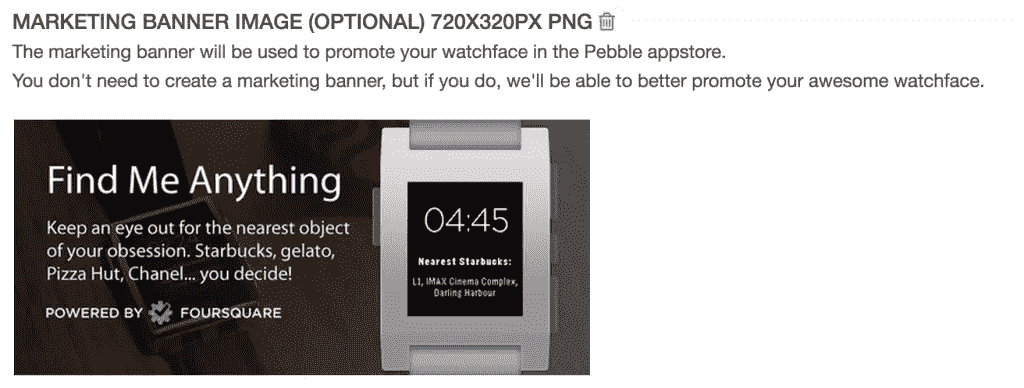 MARKETING BANNER IMAGE (OPTIONAL) 720X320PX PNG
The marketing banner will be used to promote your watchface in the Pebble appstore.
You don't need to create a marketing banner, but if you do, we'll be able to better promote your awesome watchface.
Find Me Anything
Keep an eye out for the nearest object
of your obsession. Starbucks, gelato,
Pizza Hut, Chanel... you decide!
POWERED BY FOURSQUARE
04:45
Nearest Starbucks:
L1, IMAX Cinema Complex,
Darling Harbour